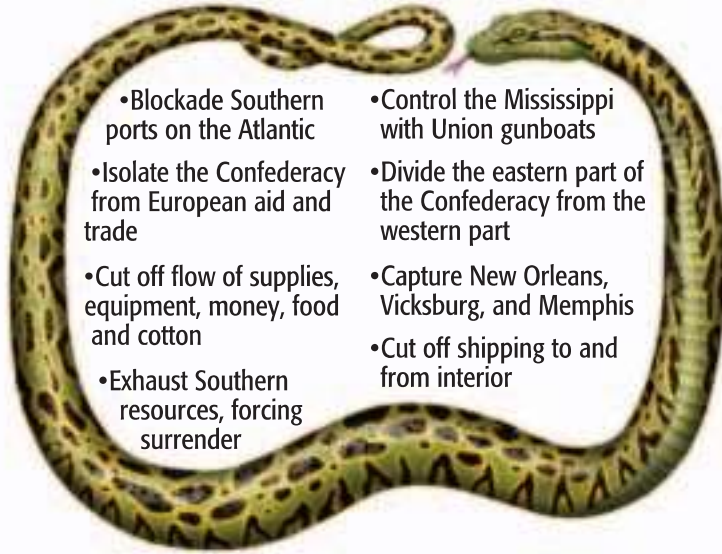 •Blockade Southern
ports on the Atlantic
•Isolate the Confederacy
from European aid and
trade
•Cut off flow of supplies,
equipment, money, food
and cotton
•Exhaust Southern
resources, forcing
surrender
•Control the Mississippi
with Union gunboats
•Divide the eastern part of
the Confederacy from the
western part
•Capture New Orleans,
Vicksburg, and Memphis
•Cut off shipping to and
from interior